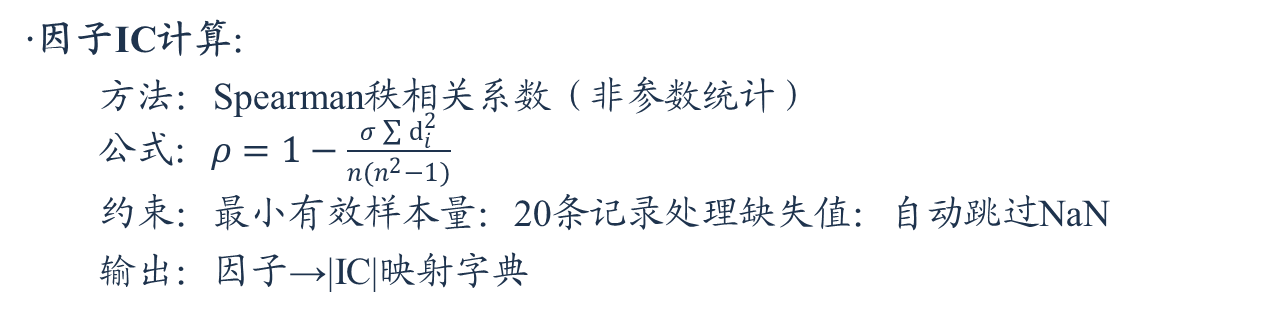 ·因子IC计算:
方法：Spearman秩相关系数（非参数统计）
公式：ρ = 1 − σ ∑ d_i^2 / n(n^2−1)
约束：最小有效样本量：20条记录处理缺失值：自动跳过NaN
输出：因子→|IC|映射字典